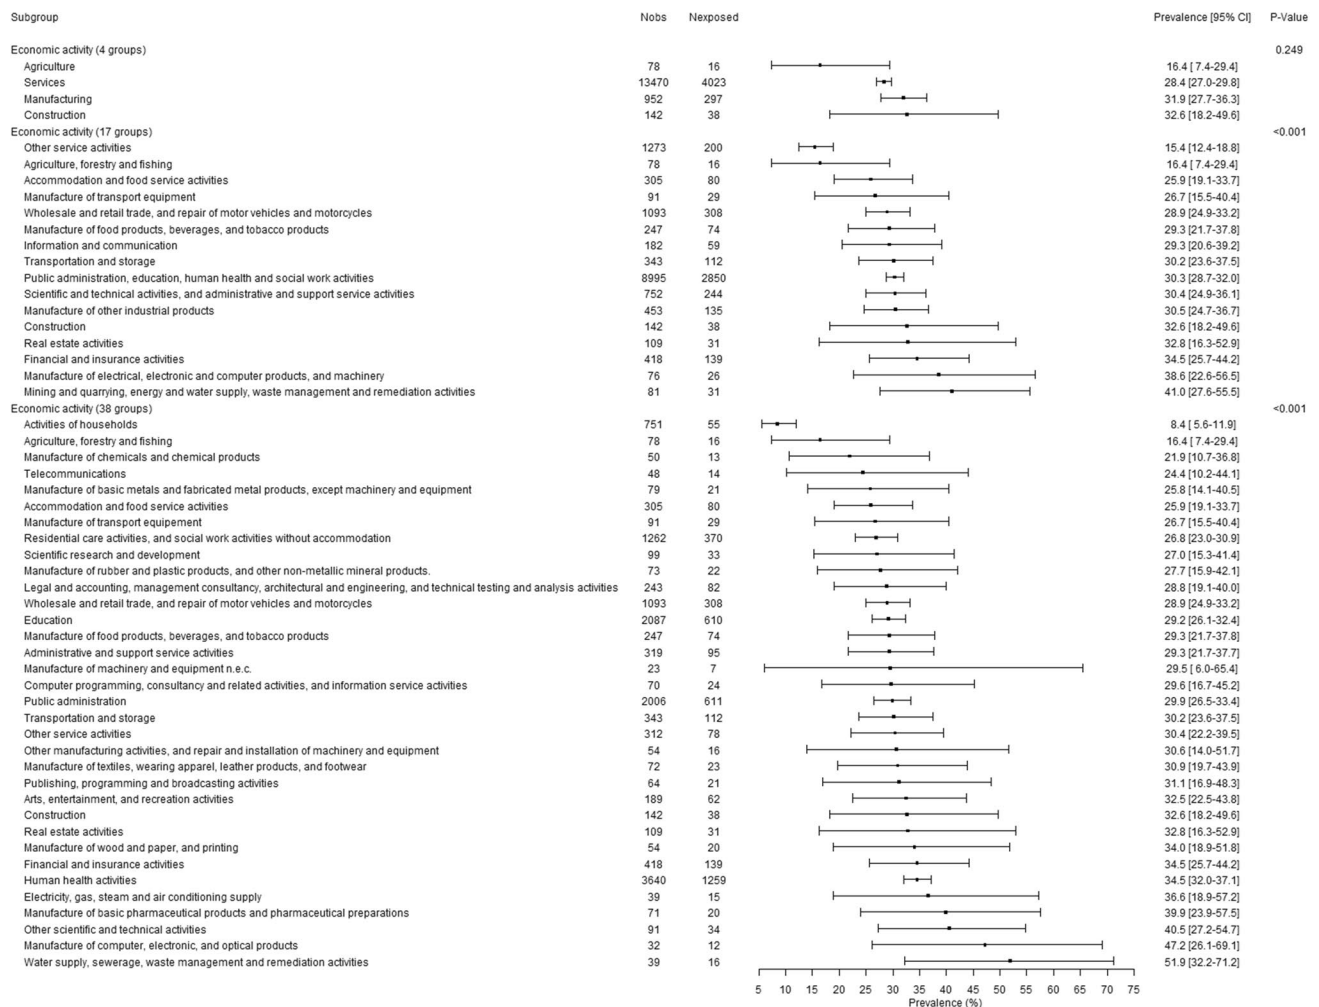 Subgroup Nobs Nexposed Prevalence [95% CI] P-Value
Economic activity (4 groups) 0.249
Agriculture 78 16 16.4 [ 7.4-29.4]
Services 13470 4023 28.4 [27.0-29.8]
Manufacturing 952 297 31.9 [27.7-36.3]
Construction 142 38 32.6 [18.2-49.6]
Economic activity (17 groups) <0.001
Other service activities 1273 200 15.4 [12.4-18.8]
Agriculture, forestry and fishing 78 16 16.4 [ 7.4-29.4]
Accommodation and food service activities 305 80 25.9 [19.1-33.7]
Manufacture of transport equipment 91 29 26.7 [15.5-40.4]
Wholesale and retail trade, and repair of motor vehicles and motorcycles 1093 308 28.9 [24.9-33.2]
Manufacture of food products, beverages, and tobacco products 247 74 29.3 [21.7-37.8]
Information and communication 182 59 29.3 [20.6-39.2]
Transportation and storage 343 112 30.2 [23.6-37.5]
Public administration, education, human health and social work activities 8995 2850 30.3 [28.7-32.0]
Scientific and technical activities, and administrative and support service activities 752 244 30.4 [24.9-36.1]
Manufacture of other industrial products 453 135 30.5 [24.7-36.7]
Construction 142 38 32.6 [18.2-49.6]
Real estate activities 109 31 32.8 [16.3-52.9]
Financial and insurance activities 418 139 34.5 [25.7-44.2]
Manufacture of electrical, electronic and computer products, and machinery 76 26 38.6 [22.6-56.5]
Mining and quarrying, energy and water supply, waste management and remediation activities 81 31 41.0 [27.6-55.5]
Economic activity (38 groups) <0.001
Activities of households 751 55 8.4 [ 5.6-11.9]
Agriculture, forestry and fishing 78 16 16.4 [ 7.4-29.4]
Manufacture of chemicals and chemical products 50 13 21.9 [10.7-36.8]
Telecommunications 48 14 24.4 [10.2-44.1]
Manufacture of basic metals and fabricated metal products, except machinery and equipment 79 21 25.8 [14.1-40.5]
Accommodation and food service activities 305 80 25.9 [19.1-33.7]
Manufacture of transport equipement 91 29 26.7 [15.5-40.4]
Residential care activities, and social work activities without accommodation 1262 370 26.8 [23.0-30.9]
Scientific research and development 99 33 27.0 [15.3-41.4]
Manufacture of rubber and plastic products, and other non-metallic mineral products. 73 22 27.7 [15.9-42.1]
Legal and accounting, management consultancy, architectural and engineering, and technical testing and analysis activities 243 82 28.8 [19.1-40.0]
Wholesale and retail trade, and repair of motor vehicles and motorcycles 1093 308 28.9 [24.9-33.2]
Education 2087 610 29.2 [26.1-32.4]
Manufacture of food products, beverages, and tobacco products 247 74 29.3 [21.7-37.8]
Administrative and support service activities 319 95 29.3 [21.7-37.7]
Manufacture of machinery and equipment n.e.c. 23 7 29.5 [ 6.0-65.4]
Computer programming, consultancy and related activities, and information service activities 70 24 29.6 [16.7-45.2]
Public administration 2006 611 29.9 [26.5-33.4]
Transportation and storage 343 112 30.2 [23.6-37.5]
Other service activities 312 78 30.4 [22.2-39.5]
Other manufacturing activities, and repair and installation of machinery and equipment 54 16 30.6 [14.0-51.7]
Manufacture of textiles, wearing apparel, leather products, and footwear 72 23 30.9 [19.7-43.9]
Publishing, programming and broadcasting activities 64 21 31.1 [16.9-48.3]
Arts, entertainment, and recreation activities 189 62 32.5 [22.5-43.8]
Construction 142 38 32.6 [18.2-49.6]
Real estate activities 109 31 32.8 [16.3-52.9]
Manufacture of wood and paper, and printing 54 20 34.0 [18.9-51.8]
Financial and insurance activities 418 139 34.5 [25.7-44.2]
Human health activities 3640 1259 34.5 [32.0-37.1]
Electricity, gas, steam and air conditioning supply 39 15 36.6 [18.9-57.2]
Manufacture of basic pharmaceutical products and pharmaceutical preparations 71 20 39.9 [23.9-57.5]
Other scientific and technical activities 91 34 40.5 [27.2-54.7]
Manufacture of computer, electronic, and optical products 32 12 47.2 [26.1-69.1]
Water supply, sewerage, waste management and remediation activities 39 16 51.9 [32.2-71.2]
5 10 15 20 25 30 35 40 45 50 55 60 65 70 75
Prevalence (%)